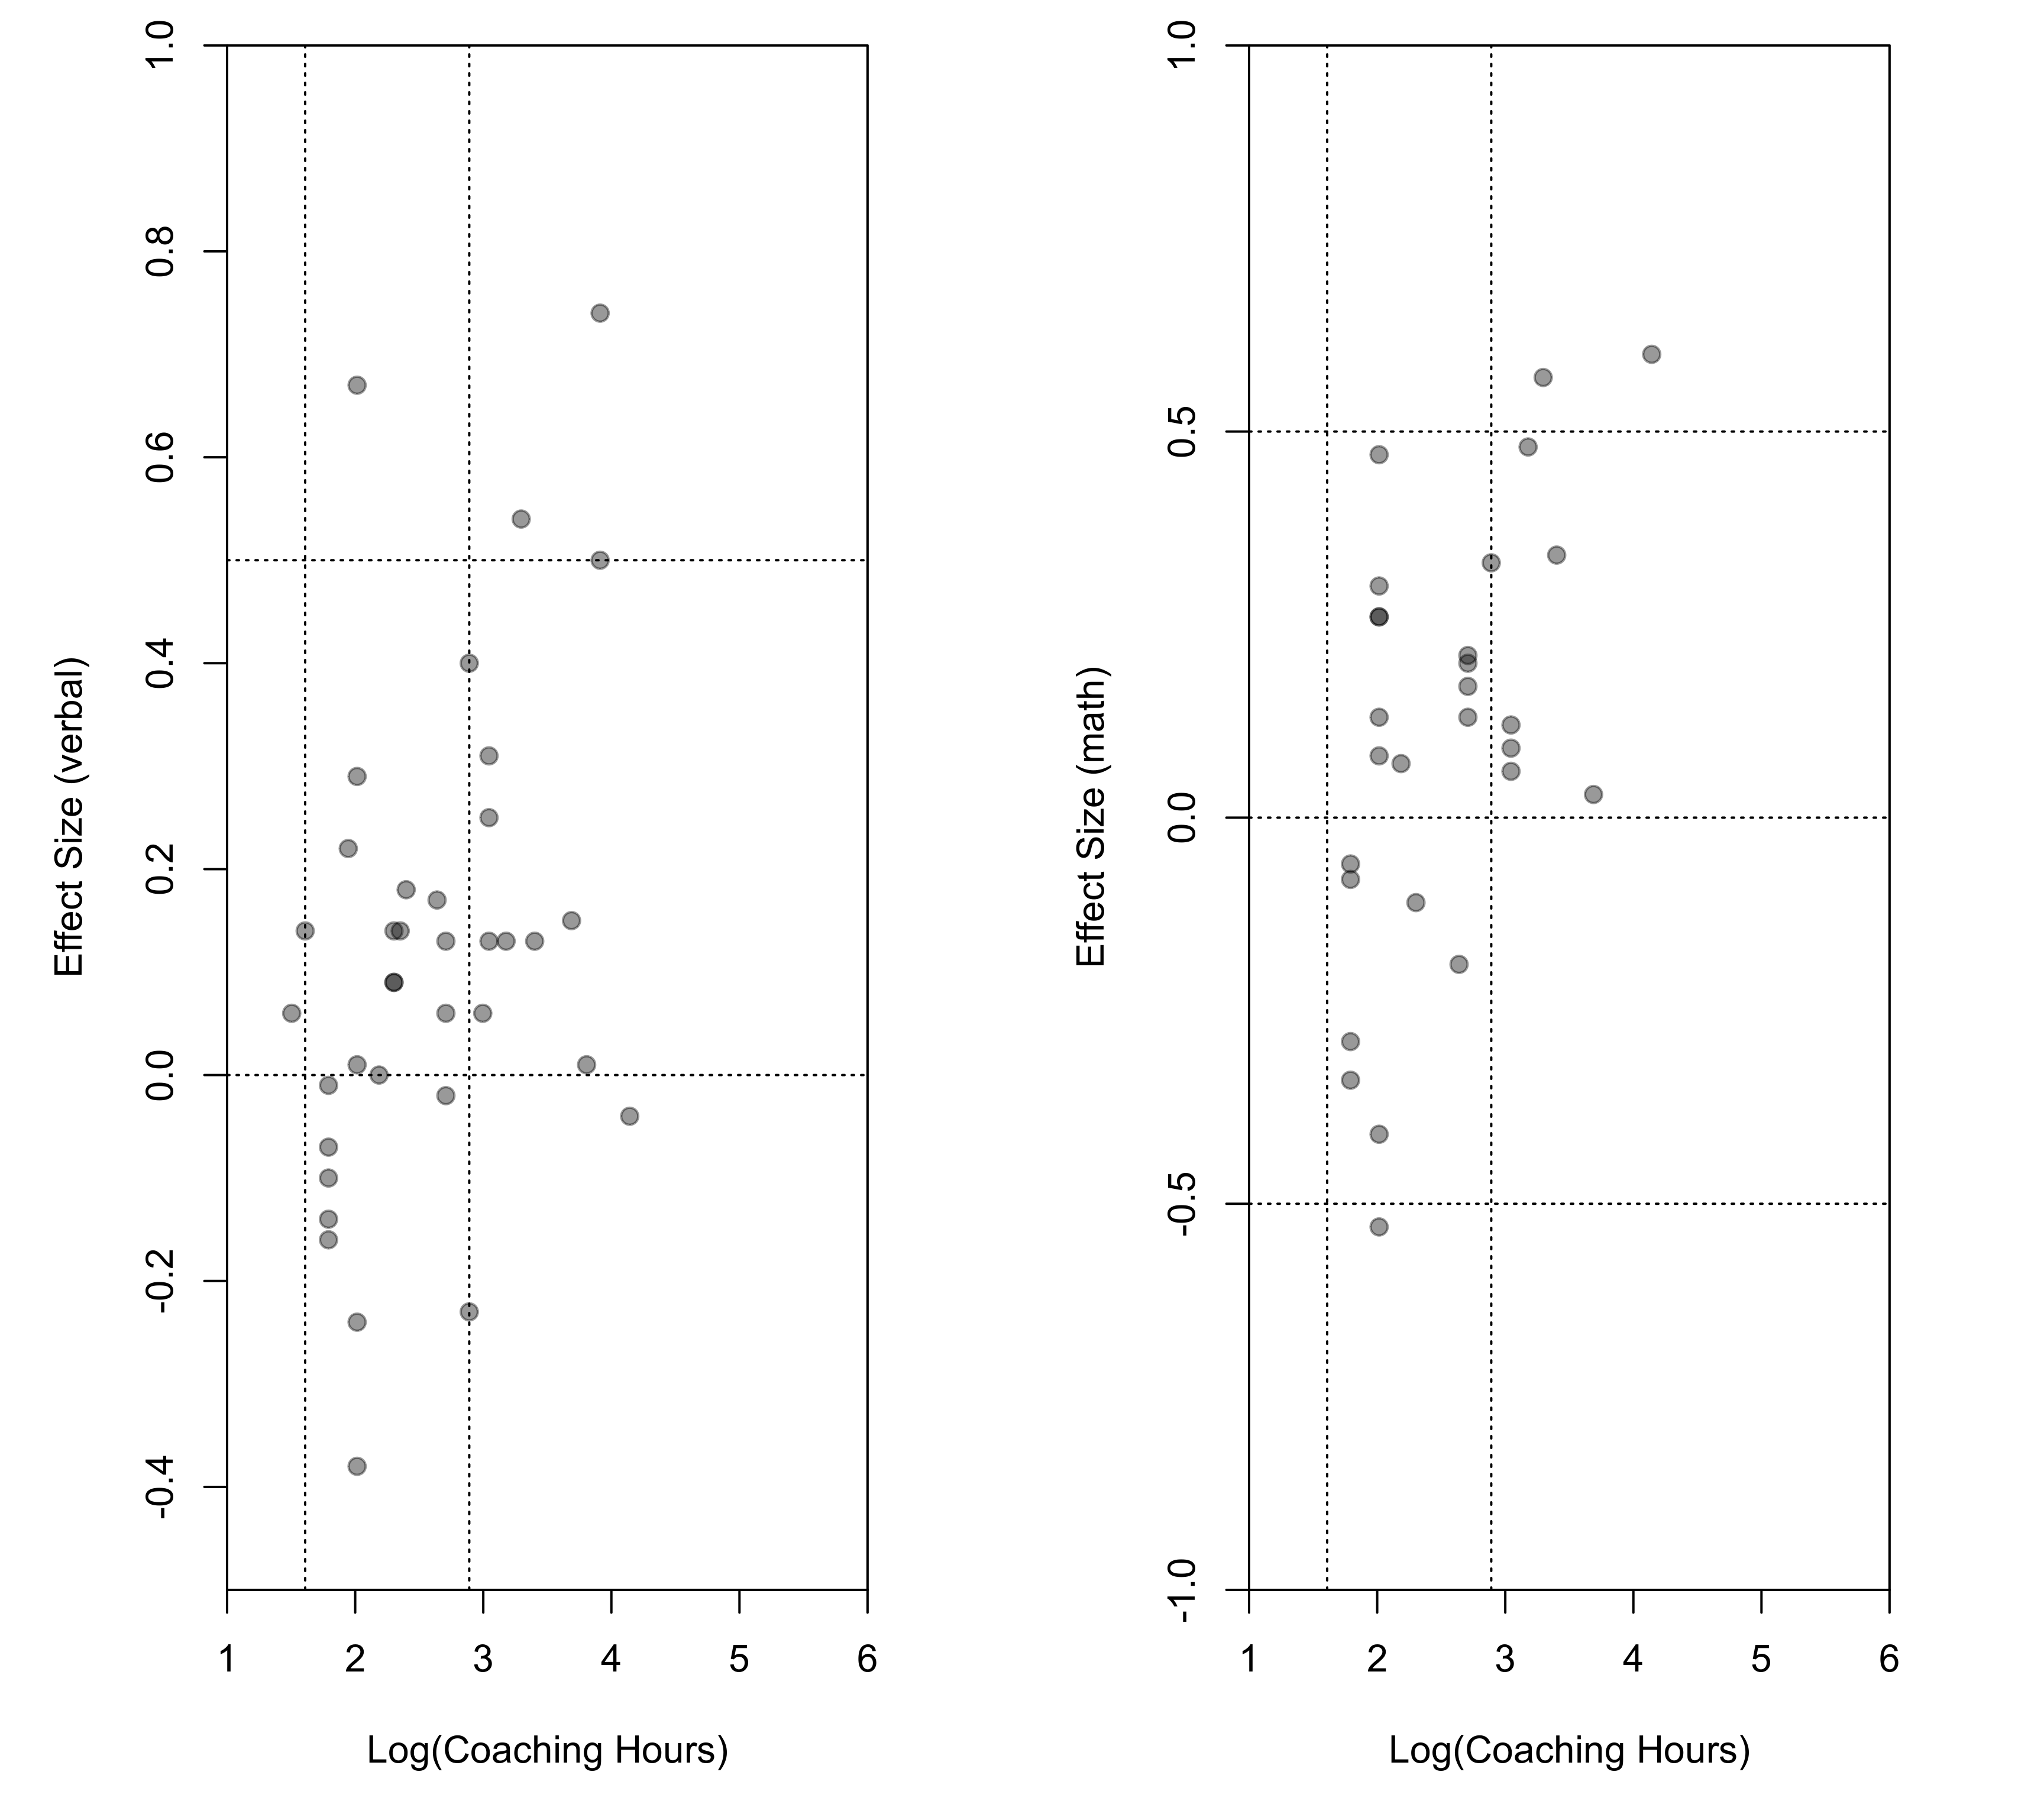 1.0
0.8
0.6
0.4
0.2
0.0
-0.2
-0.4
Effect Size (verbal)
1 2 3 4 5 6
Log(Coaching Hours)
1.0
0.5
0.0
-0.5
-1.0
Effect Size (math)
1 2 3 4 5 6
Log(Coaching Hours)